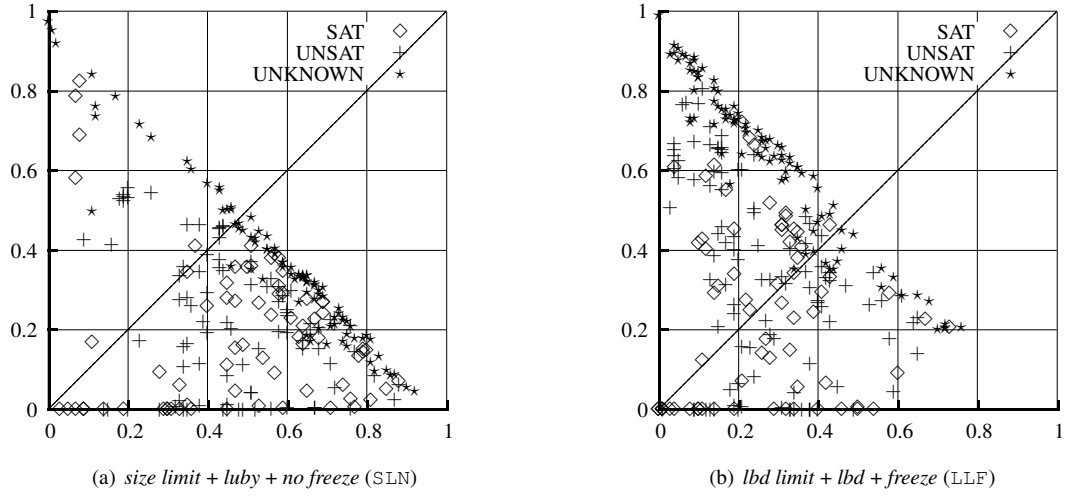 1
0.8
0.6
0.4
0.2
0
0 0.2 0.4 0.6 0.8 1
SAT
UNSAT
UNKNOWN
(a) size limit + luby + no freeze (SLN)
1
0.8
0.6
0.4
0.2
0
0 0.2 0.4 0.6 0.8 1
SAT
UNSAT
UNKNOWN
(b) lbd limit + lbd + freeze (LLF)